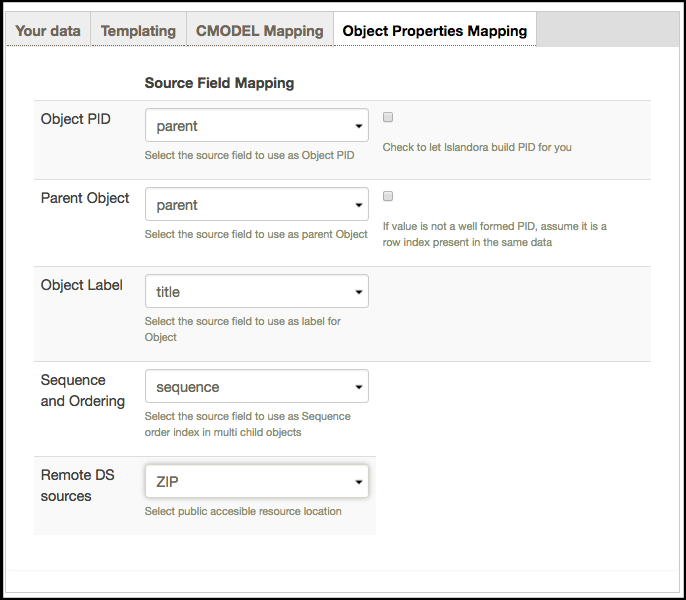 Your data
Templating
CMODEL Mapping
Object Properties Mapping
Source Field Mapping
Object PID
parent
Select the source field to use as Object PID
Check to let Islandora build PID for you
Parent Object
parent
Select the source field to use as parent Object
If value is not a well formed PID, assume it is a
row index present in the same data
Object Label
title
Select the source field to use as label for
Object
Sequence
and Ordering
sequence
Select the source field to use as Sequence
order index in multi child objects
Remote DS
sources
ZIP
Select public accesible resource location